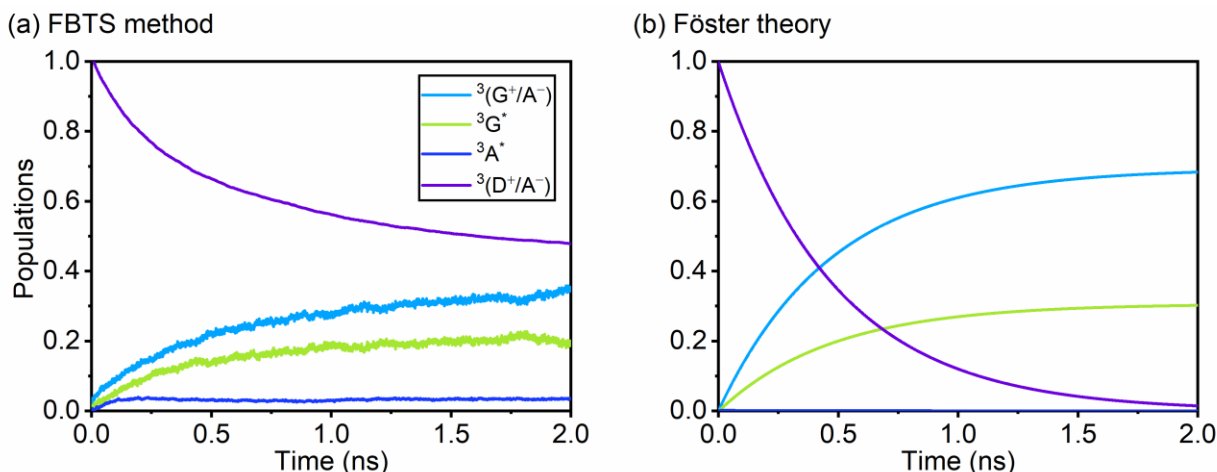 (a) FBTS method
(b) Föster theory
Populations
1.0
0.8
0.6
0.4
0.2
0.0
³(G⁺/A⁻)
³G*
³A*
³(D⁺/A⁻)
0.0 0.5 1.0 1.5 2.0
Time (ns)
1.0
0.8
0.6
0.4
0.2
0.0
0.0 0.5 1.0 1.5 2.0
Time (ns)